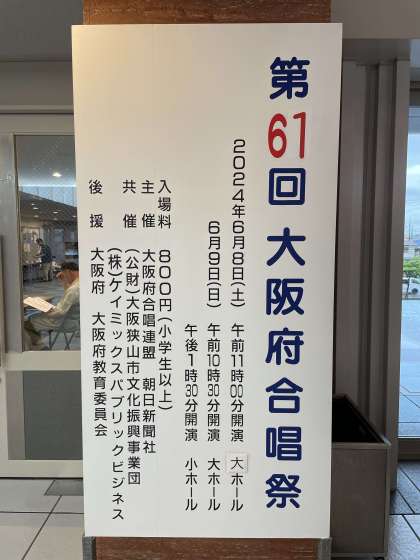 第61回 大阪府合唱祭
2024年6月8日(土) 午前11時00分開演 大ホール
6月9日(日) 午前10時30分開演 大ホール
午後1時30分開演 小ホール
入場料 800円(小学生以上)
主催 大阪府合唱連盟 朝日新聞社
共催 (公財)大阪狭山市文化振興事業団
(株)ケイミックスパブリックビジネス
後援 大阪府 大阪府教育委員会